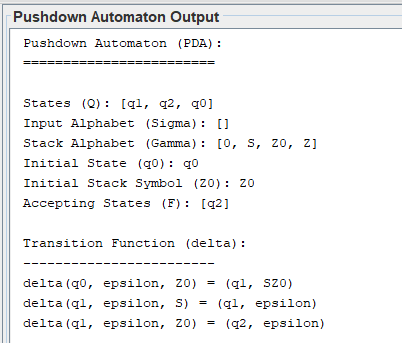 Pushdown Automaton Output
Pushdown Automaton (PDA):
========================
States (Q): [q1, q2, q0]
Input Alphabet (Sigma): []
Stack Alphabet (Gamma): [0, S, Z0, Z]
Initial State (q0): q0
Initial Stack Symbol (Z0): Z0
Accepting States (F): [q2]
Transition Function (delta):
------------------------
delta(q0, epsilon, Z0) = (q1, SZ0)
delta(q1, epsilon, S) = (q1, epsilon)
delta(q1, epsilon, Z0) = (q2, epsilon)